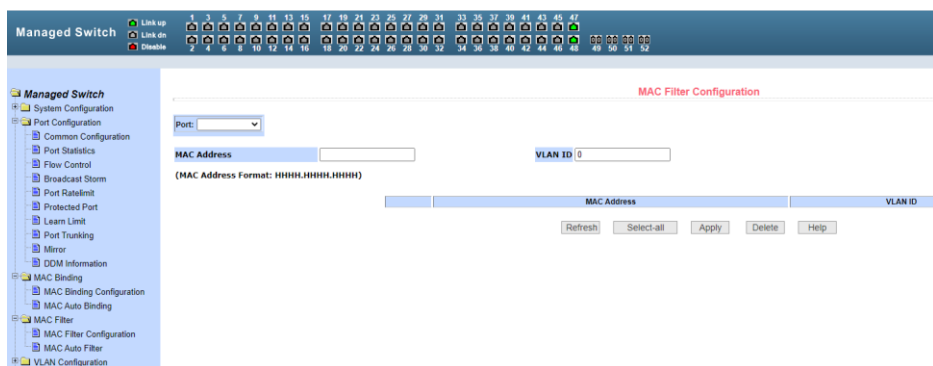 Managed Switch
Link up
Link dn
Disable
1 3 5 7 9 11 13 15 17 19 21 23 25 27 29 31 33 35 37 39 41 43 45 47
2 4 6 8 10 12 14 16 18 20 22 24 26 28 30 32 34 36 38 40 42 44 46 48 49 50 51 52
Managed Switch
System Configuration
Port Configuration
Common Configuration
Port Statistics
Flow Control
Broadcast Storm
Port Ratelimit
Protected Port
Learn Limit
Port Trunking
Mirror
DDM Information
MAC Binding
MAC Binding Configuration
MAC Auto Binding
MAC Filter
MAC Filter Configuration
MAC Auto Filter
VLAN Configuration
MAC Filter Configuration
Port:
MAC Address VLAN ID 0
(MAC Address Format: HHHH.HHHH.HHHH)
MAC Address VLAN ID
Refresh Select-all Apply Delete Help